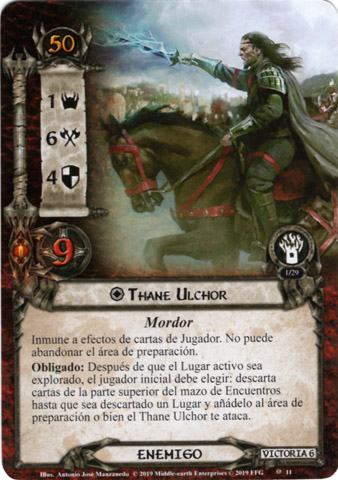 50
1
6
4
9
1/29
THANE ULCHOR
Mordor
Inmune a efectos de cartas de Jugador. No puede
abandonar el área de preparación.
Obligado: Después de que el Lugar activo sea
explorado, el jugador inicial debe elegir: descarta
cartas de la parte superior del mazo de Encuentros
hasta que sea descartado un Lugar y añádelo al área de
preparación o bien el Thane Ulchor te ataca.
ENEMIGO
VICTORIA 6
Illus. Antonio José Manzanedo © 2019 Middle-earth Enterprises © 2019 FFG 11